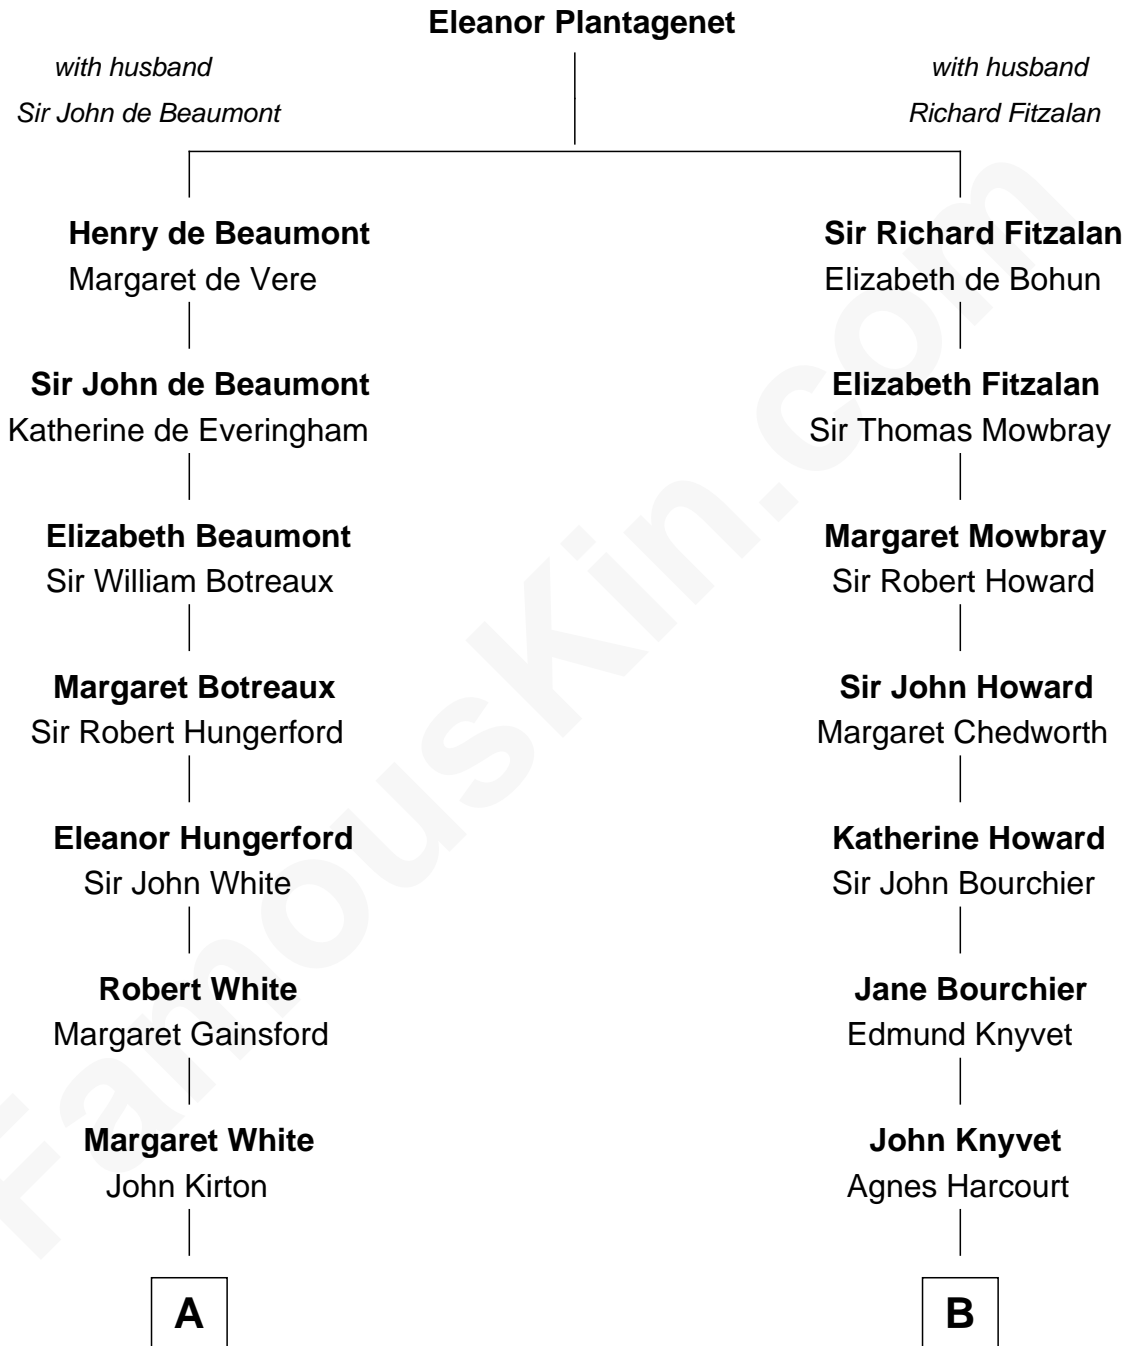 Eleanor Plantagenet
with husband
Sir John de Beaumont
with husband
Richard Fitzalan
Henry de Beaumont
Margaret de Vere
Sir Richard Fitzalan
Elizabeth de Bohun
Sir John de Beaumont
Katherine de Everingham
Elizabeth Fitzalan
Sir Thomas Mowbray
Elizabeth Beaumont
Sir William Botreaux
Margaret Mowbray
Sir Robert Howard
Margaret Botreaux
Sir Robert Hungerford
Sir John Howard
Margaret Chedworth
Eleanor Hungerford
Sir John White
Katherine Howard
Sir John Bourchier
Robert White
Margaret Gainsford
Jane Bourchier
Edmund Knyvet
Margaret White
John Kirton
John Knyvet
Agnes Harcourt
A
B
FamousKin.com